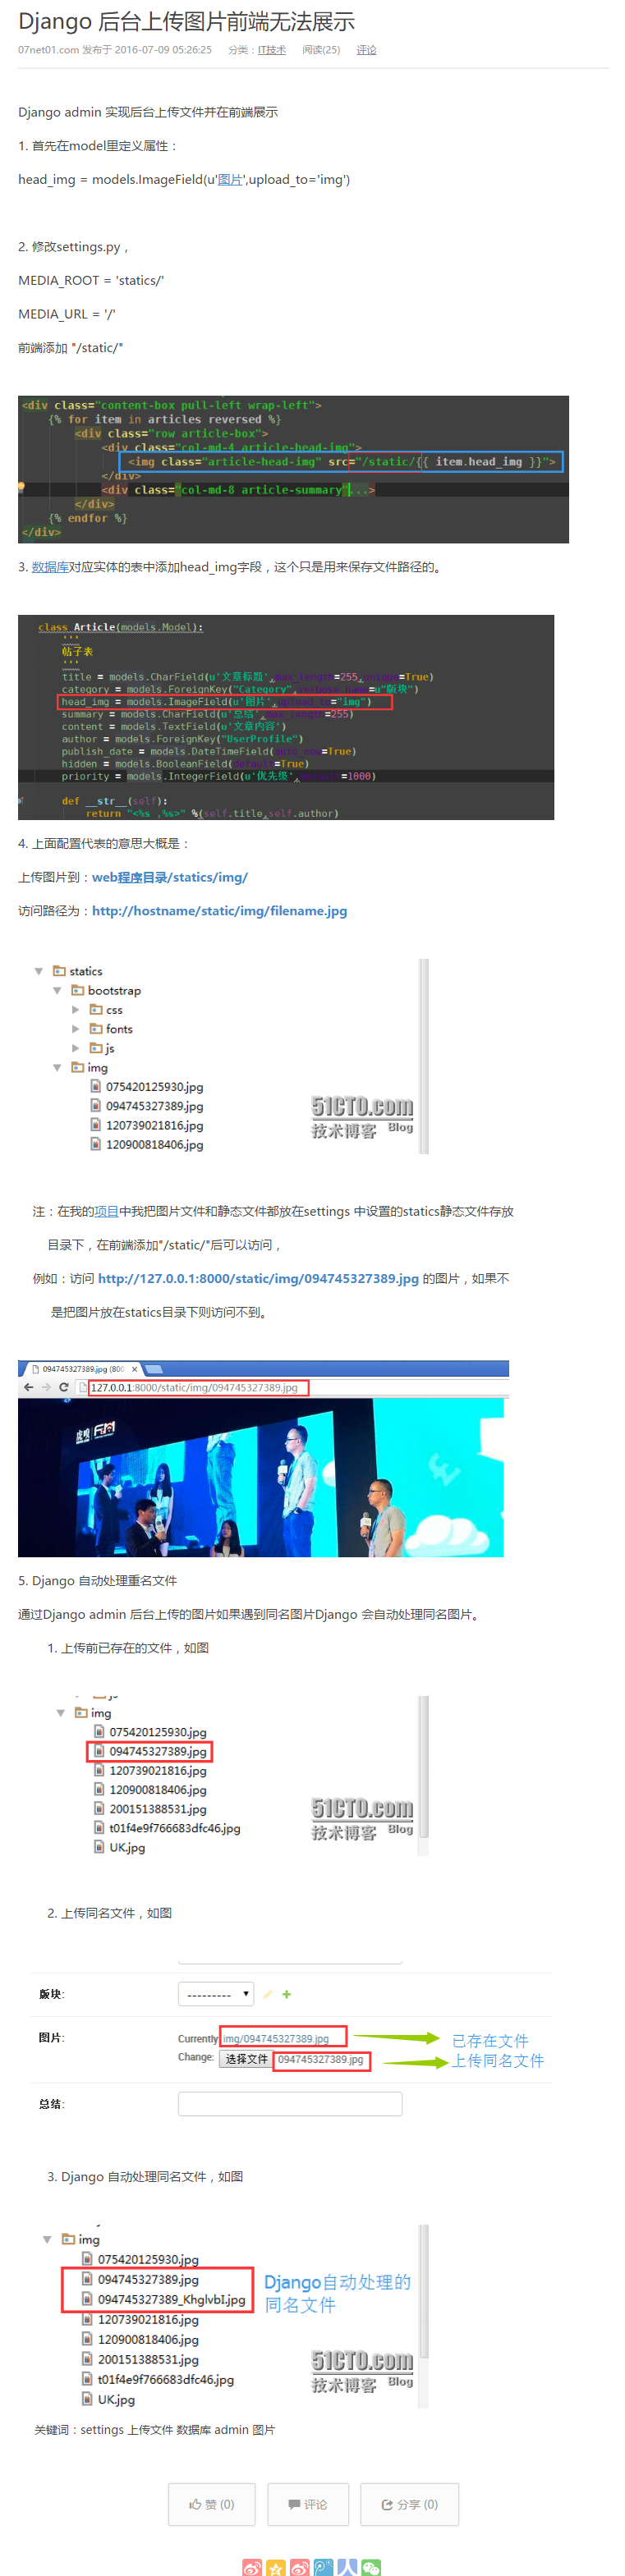 Django 后台上传图片前端无法展示
07net01.com 发布于 2016-07-09 05:26:25 分类：IT技术 阅读(25) 评论
Django admin 实现后台上传文件并在前端展示
1. 首先在model里定义属性：
head_img = models.ImageField(u'图片',upload_to='img')
2. 修改settings.py，
MEDIA_ROOT = 'statics/'
MEDIA_URL = '/'
前端添加 "/static/"
<div class="content-box pull-left wrap-left">
{% for item in articles reversed %}
<div class="row article-box">
<div class="col-md-4 article-head-img">
<img class="article-head-img" src="/static/{{ item.head_img }}">
</div>
<div class="col-md-8 article-summary"...>
</div>
{% endfor %}
</div>
3. 数据库对应实体的表中添加head_img字段，这个只是用来保存文件路径的。
class Article(models.Model):
'''
帖子表
'''
title = models.CharField(u'文章标题',max_length=255,unique=True)
category = models.ForeignKey("Category",verbose_name=u"版块")
head_img = models.ImageField(u'图片',upload_to="img")
summary = models.CharField(u'总结',max_length=255)
content = models.TextField(u'文章内容')
author = models.ForeignKey("UserProfile")
publish_date = models.DateTimeField(auto_now=True)
hidden = models.BooleanField(default=True)
priority = models.IntegerField(u'优先级',default=1000)
def __str__(self):
return "<%s ,%s>" %(self.title,self.author)
4. 上面配置代表的意思大概是：
上传图片到：web程序目录/statics/img/
访问路径为：http://hostname/static/img/filename.jpg
statics
bootstrap
css
fonts
js
img
075420125930.jpg
094745327389.jpg
120739021816.jpg
120900818406.jpg
51CTO.com
技术博客 Blog
注：在我的项目中我把图片文件和静态文件都放在settings 中设置的statics静态文件存放
目录下，在前端添加"/static/"后可以访问，
例如：访问 http://127.0.0.1:8000/static/img/094745327389.jpg 的图片，如果不
是把图片放在statics目录下则访问不到。
094745327389.jpg (800
127.0.0.1:8000/static/img/094745327389.jpg
虎嗅
5. Django 自动处理重名文件
通过Django admin 后台上传的图片如果遇到同名图片Django 会自动处理同名图片。
1. 上传前已存在的文件，如图
js
img
075420125930.jpg
094745327389.jpg
120739021816.jpg
120900818406.jpg
200151388531.jpg
t01f4e9f766683dfc46.jpg
UK.jpg
51CTO.com
技术博客 Blog
2. 上传同名文件，如图
版块: ---------
图片: Currently: img/094745327389.jpg 已存在文件
Change: 选择文件 094745327389.jpg 上传同名文件
总结:
3. Django 自动处理同名文件，如图
img
075420125930.jpg
094745327389.jpg
094745327389_KhglvbI.jpg
Django自动处理的
同名文件
120739021816.jpg
120900818406.jpg
200151388531.jpg
t01f4e9f766683dfc46.jpg
UK.jpg
51CTO.com
技术博客 Blog
关键词：settings 上传文件 数据库 admin 图片
赞 (0) 评论 分享 (0)